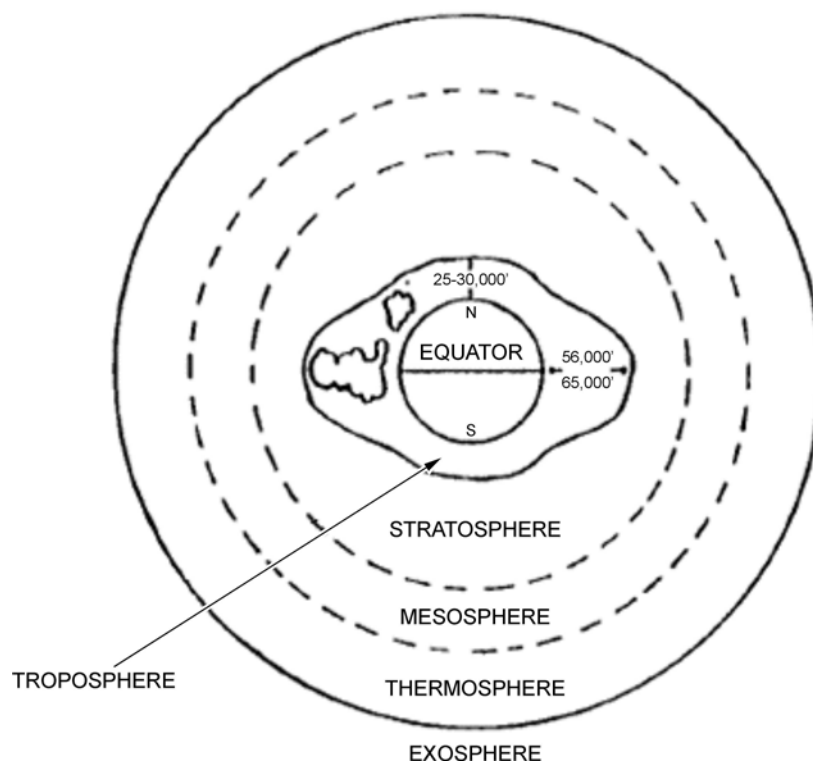 25-30,000'
N
EQUATOR
56,000'
65,000'
S
STRATOSPHERE
MESOSPHERE
TROPOSPHERE
THERMOSPHERE
EXOSPHERE